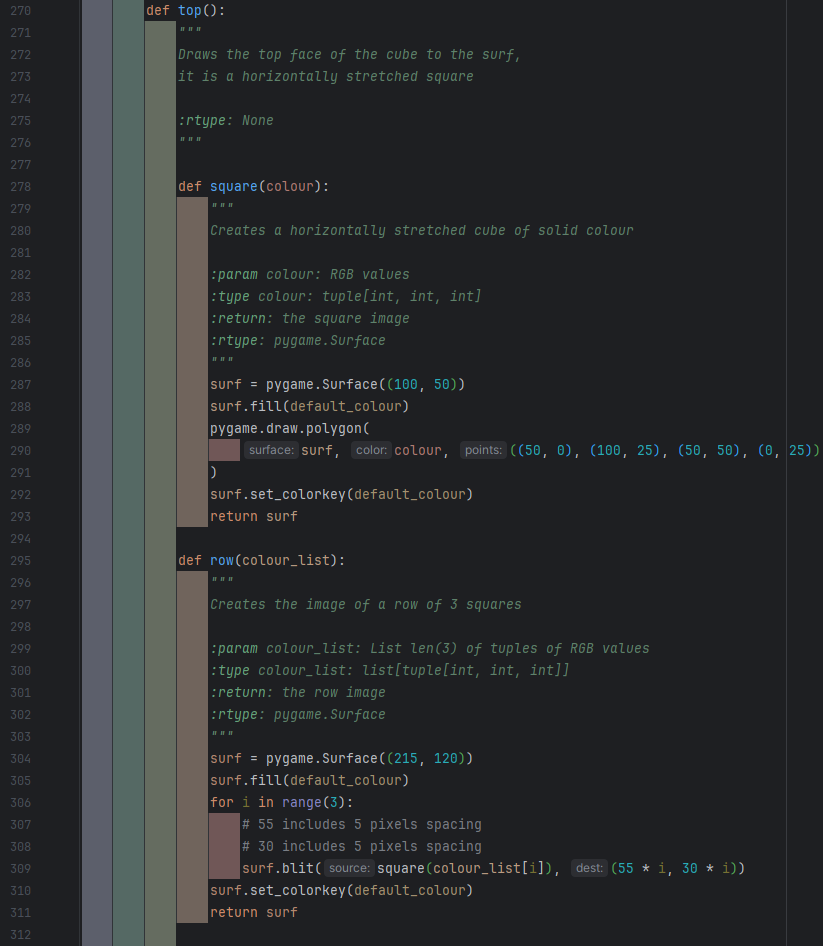 270 def top():
271 """
272 Draws the top face of the cube to the surf,
273 it is a horizontally stretched square
274
275 :rtype: None
276 """
277
278 def square(colour):
279 """
280 Creates a horizontally stretched cube of solid colour
281
282 :param colour: RGB values
283 :type colour: tuple[int, int, int]
284 :return: the square image
285 :rtype: pygame.Surface
286 """
287 surf = pygame.Surface((100, 50))
288 surf.fill(default_colour)
289 pygame.draw.polygon(
290 surface: surf, color: colour, points: ((50, 0), (100, 25), (50, 50), (0, 25))
291 )
292 surf.set_colorkey(default_colour)
293 return surf
294
295 def row(colour_list):
296 """
297 Creates the image of a row of 3 squares
298
299 :param colour_list: List len(3) of tuples of RGB values
300 :type colour_list: list[tuple[int, int, int]]
301 :return: the row image
302 :rtype: pygame.Surface
303 """
304 surf = pygame.Surface((215, 120))
305 surf.fill(default_colour)
306 for i in range(3):
307 # 55 includes 5 pixels spacing
308 # 30 includes 5 pixels spacing
309 surf.blit( source: square(colour_list[i]), dest: (55 * i, 30 * i))
310 surf.set_colorkey(default_colour)
311 return surf
312